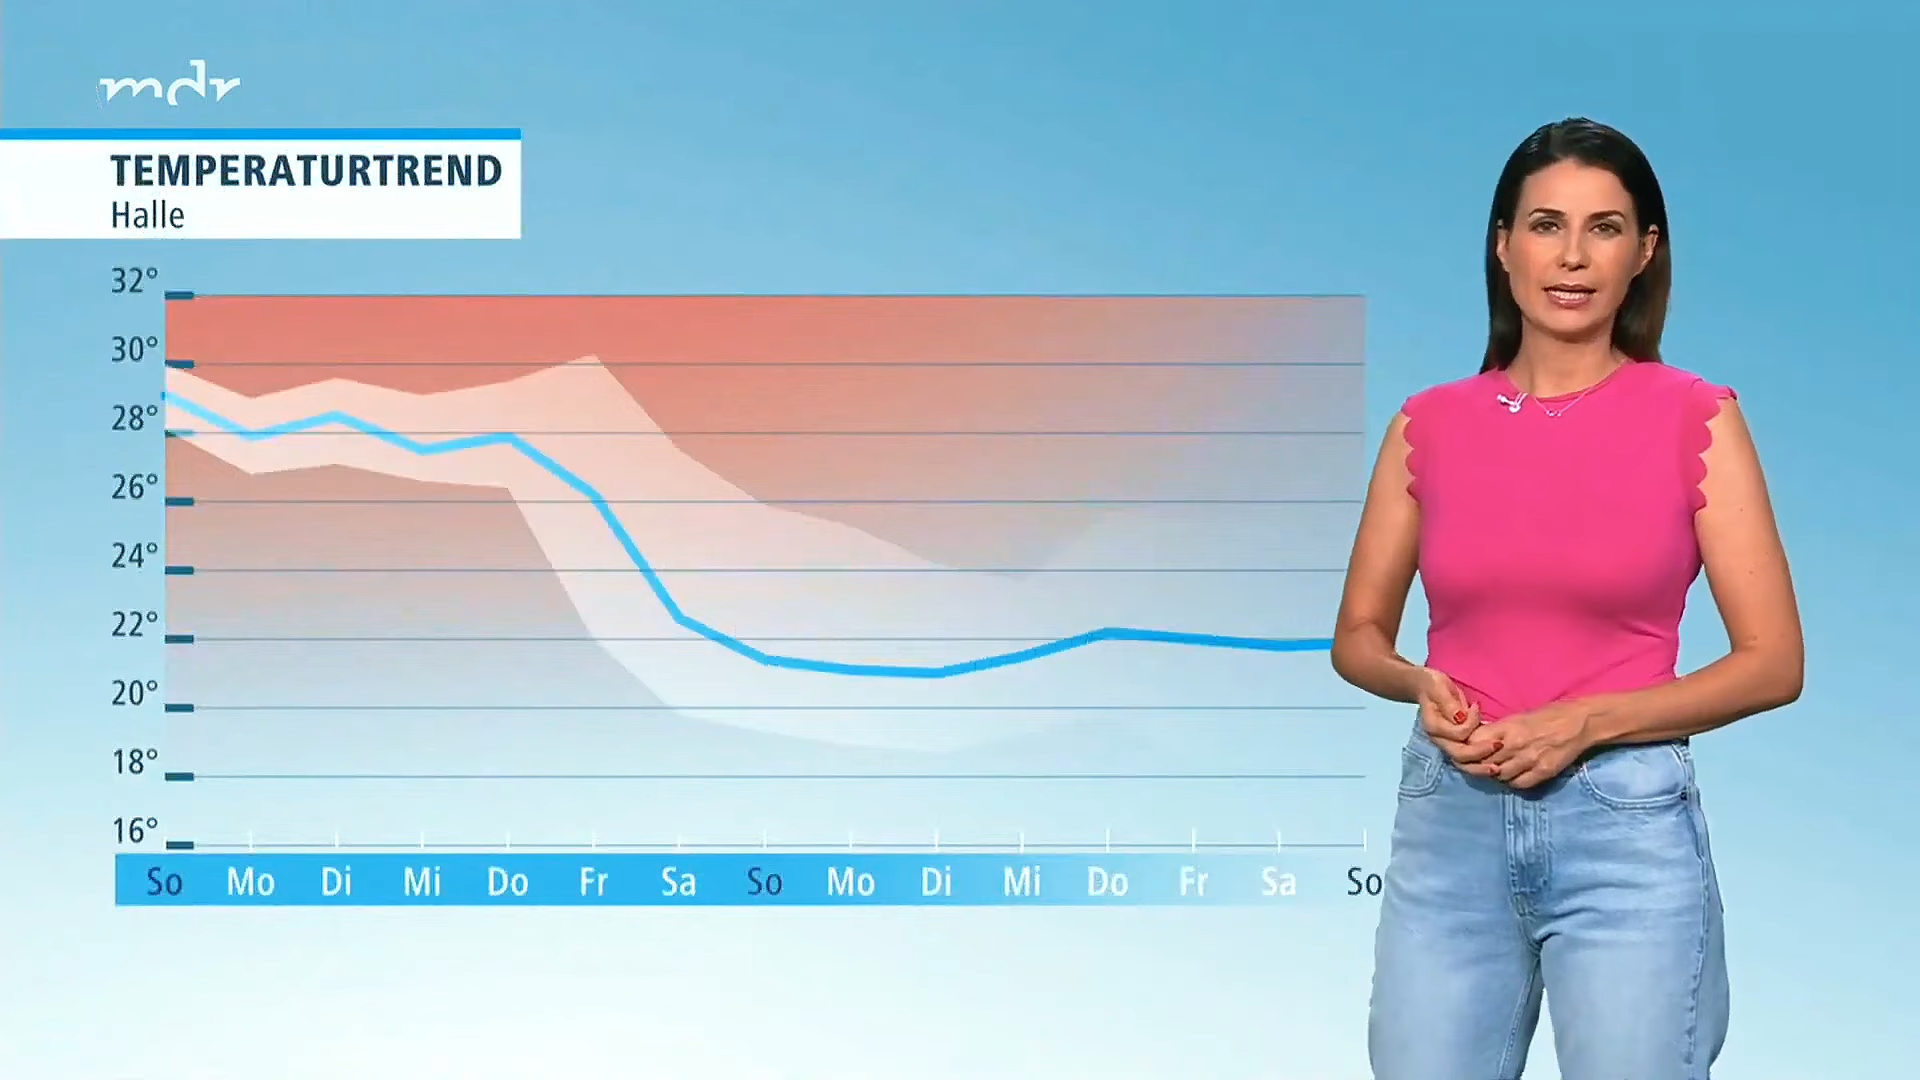 mdr
TEMPERATURTREND
Halle
32°
30°
28°
26°
24°
22°
20°
18°
16°
So Mo Di Mi Do Fr Sa So Mo Di Mi Do Fr Sa So